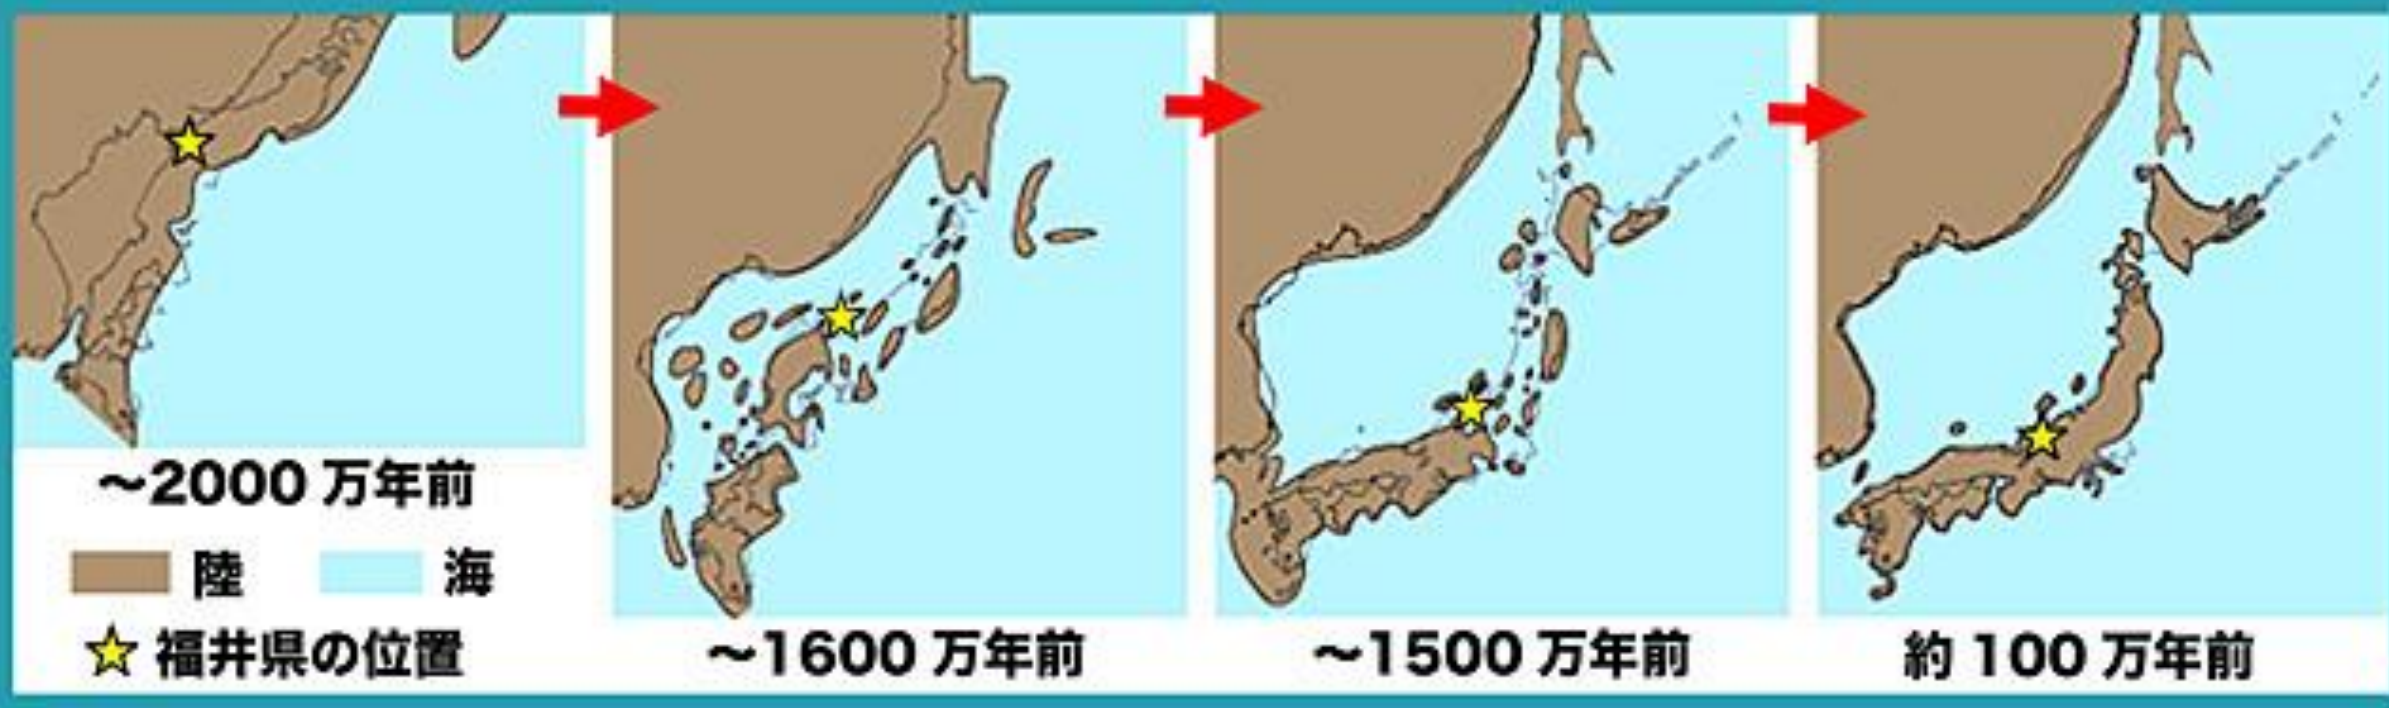 ～2000 万年前
陸
海
福井県の位置
～1600 万年前
～1500 万年前
約 100 万年前